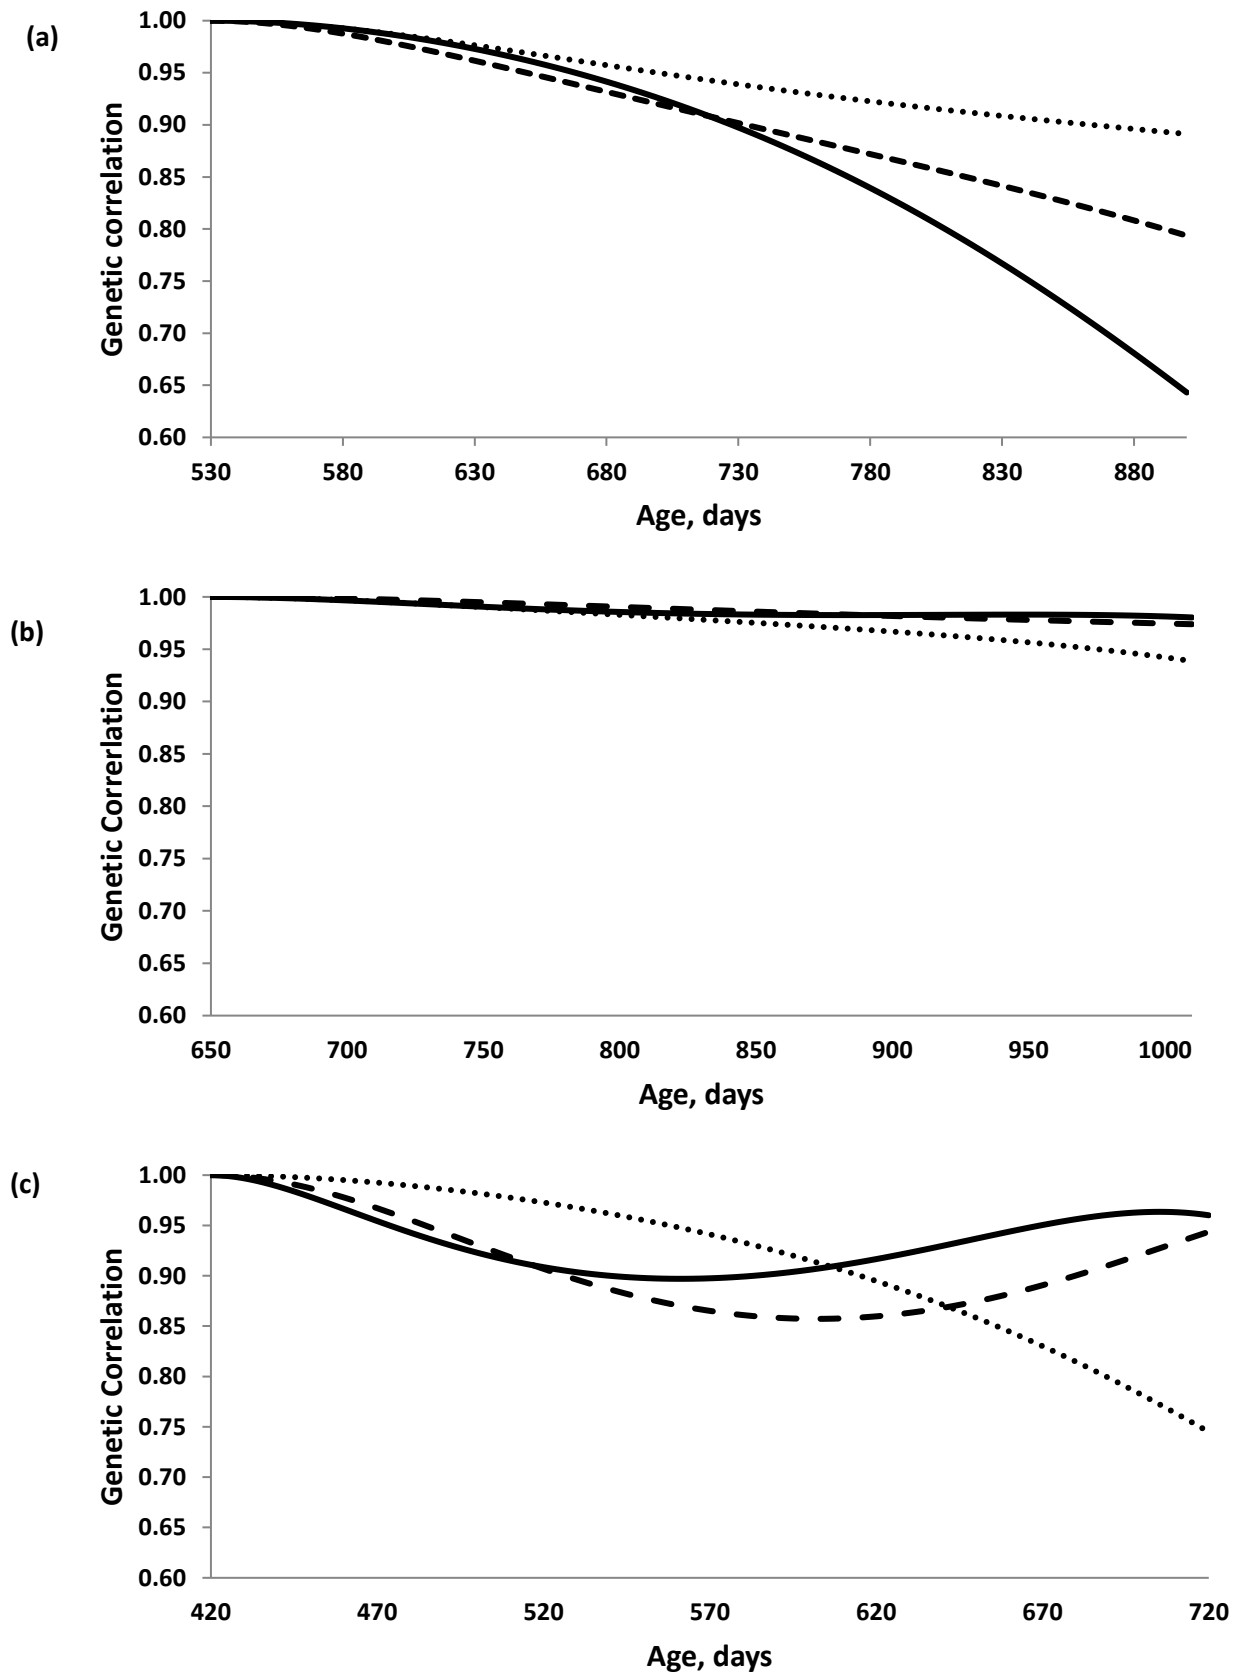 (a)
Genetic correlation
1.00
0.95
0.90
0.85
0.80
0.75
0.70
0.65
0.60
530 580 630 680 730 780 830 880
Age, days
(b)
Genetic Correrlation
1.00
0.95
0.90
0.85
0.80
0.75
0.70
0.65
0.60
650 700 750 800 850 900 950 1000
Age, days
(c)
Genetic Correlation
1.00
0.95
0.90
0.85
0.80
0.75
0.70
0.65
0.60
420 470 520 570 620 670 720
Age, days